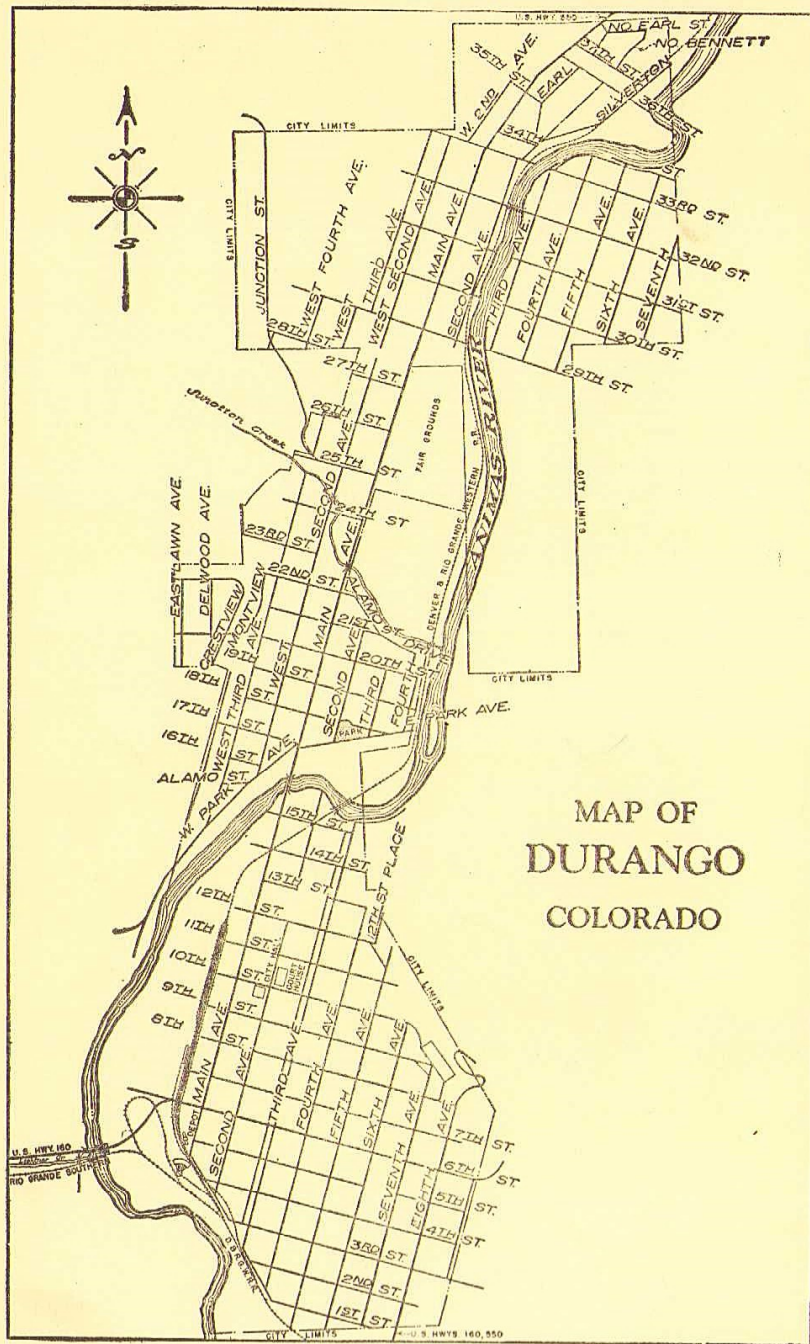 U.S. HWY. 550
NO. EARL ST.
NO. BENNETT
37TH ST.
35TH ST.
W. 2ND AVE.
EARL
SILVERTON
36TH ST.
34TH
ST.
CITY LIMITS
N
S
CITY LIMITS
JUNCTION ST.
WEST FOURTH AVE.
WEST THIRD AVE.
WEST SECOND AVE.
MAIN AVE.
SECOND AVE.
THIRD AVE.
FOURTH AVE.
FIFTH AVE.
SIXTH AVE.
SEVENTH
33RD ST.
32ND ST.
31ST ST.
30TH ST.
29TH ST.
28TH ST.
27TH ST.
26TH ST.
25TH ST.
24TH ST
23RD ST.
22ND ST.
21ST
20TH ST.
19TH ST.
18TH ST.
17TH ST.
16TH ST.
ALAMO ST.
FAIR GROUNDS
DENVER & RIO GRANDE WESTERN R.R.
ANIMAS RIVER
CITY LIMITS
CITY LIMITS
EASTLAWN AVE.
DELWOOD AVE.
CRESTVIEW
MONTVIEW AVE.
WEST THIRD
WEST SECOND AVE.
MAIN AVE.
SECOND AVE.
THIRD
FOURTH
ALAMO DRIVE
E. PARK AVE.
PARK
W. PARK AVE.
MAP OF
DURANGO
COLORADO
15TH ST.
14TH ST.
13TH ST
12TH ST.
12TH ST PLACE
11TH ST.
10TH ST.
9TH ST.
8TH ST.
CITY HALL
COURT HOUSE
CITY LIMITS
MAIN AVE.
SECOND AVE.
THIRD AVE.
FOURTH AVE.
FIFTH AVE.
SIXTH AVE.
SEVENTH AVE.
EIGHTH AVE.
DEPOT
7TH ST.
6TH ST.
5TH ST.
4TH ST.
3RD ST.
2ND ST.
1ST. ST
U.S. HWY. 160
RIO GRANDE SOUTHERN
D. & R.G.W. R.R.
CITY LIMITS
U.S. HWYS. 160, 550